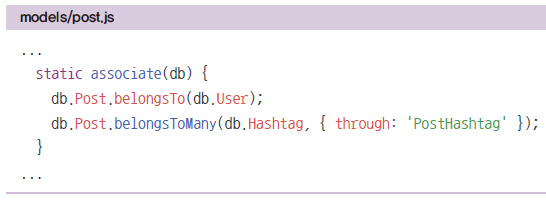 models/post.js
...
static associate(db) {
db.Post.belongsTo(db.User);
db.Post.belongsToMany(db.Hashtag, { through: 'PostHashtag' });
}
...